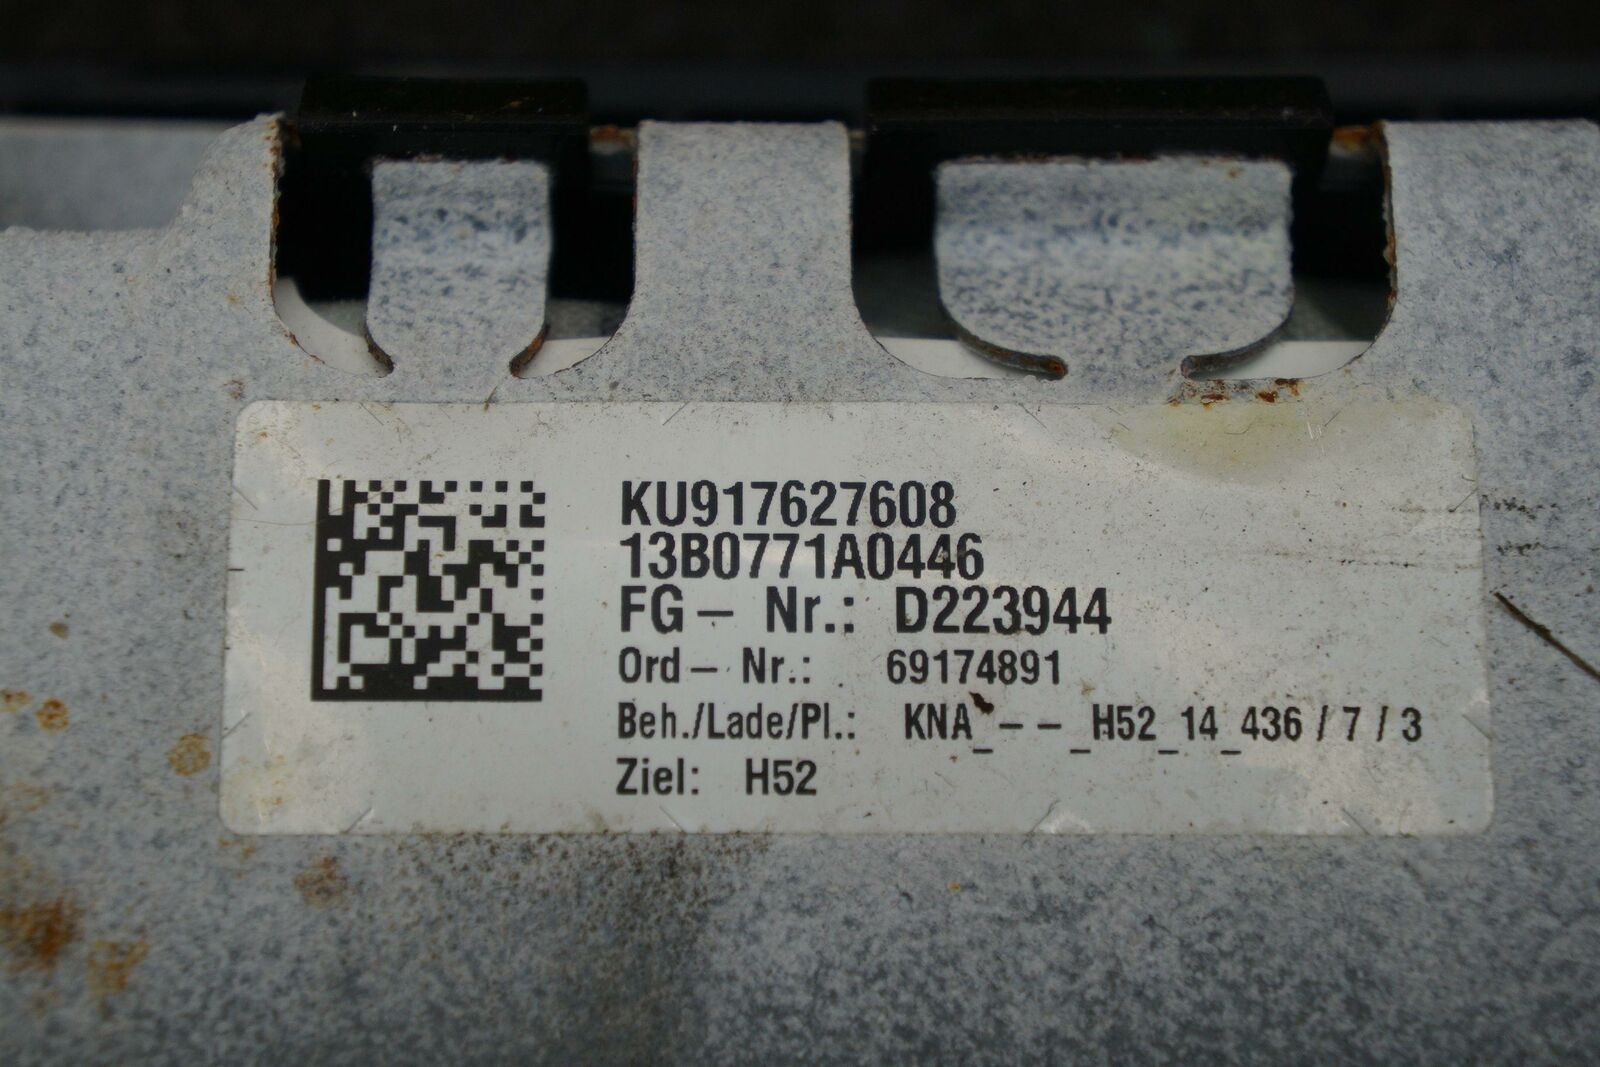 KU917627608
13B0771A0446
FG - Nr.: D223944
Ord - Nr.: 69174891
Beh./Lade/Pl.: KNA_--_H52_14_436 / 7 / 3
Ziel: H52